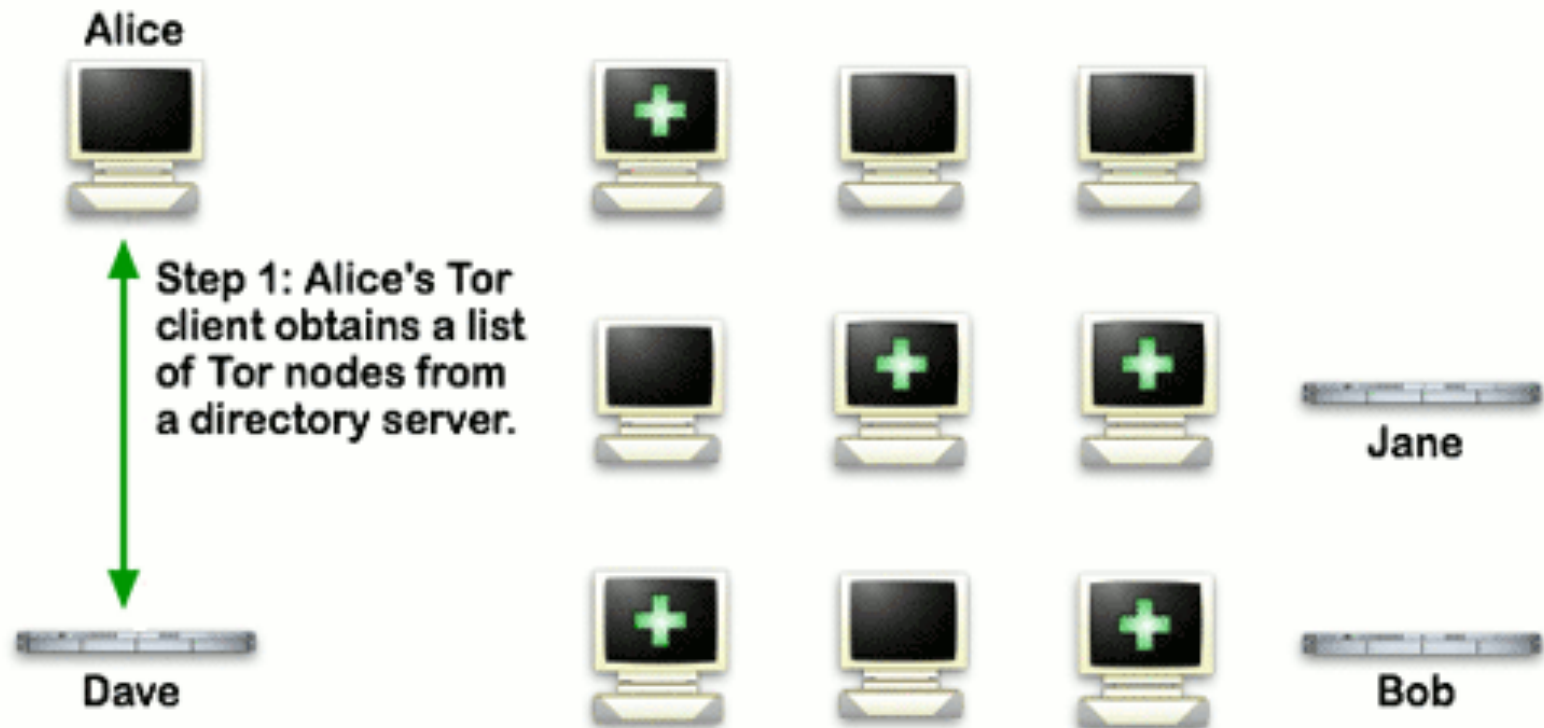 Alice
Step 1: Alice's Tor
client obtains a list
of Tor nodes from
a directory server.
Jane
Dave
Bob